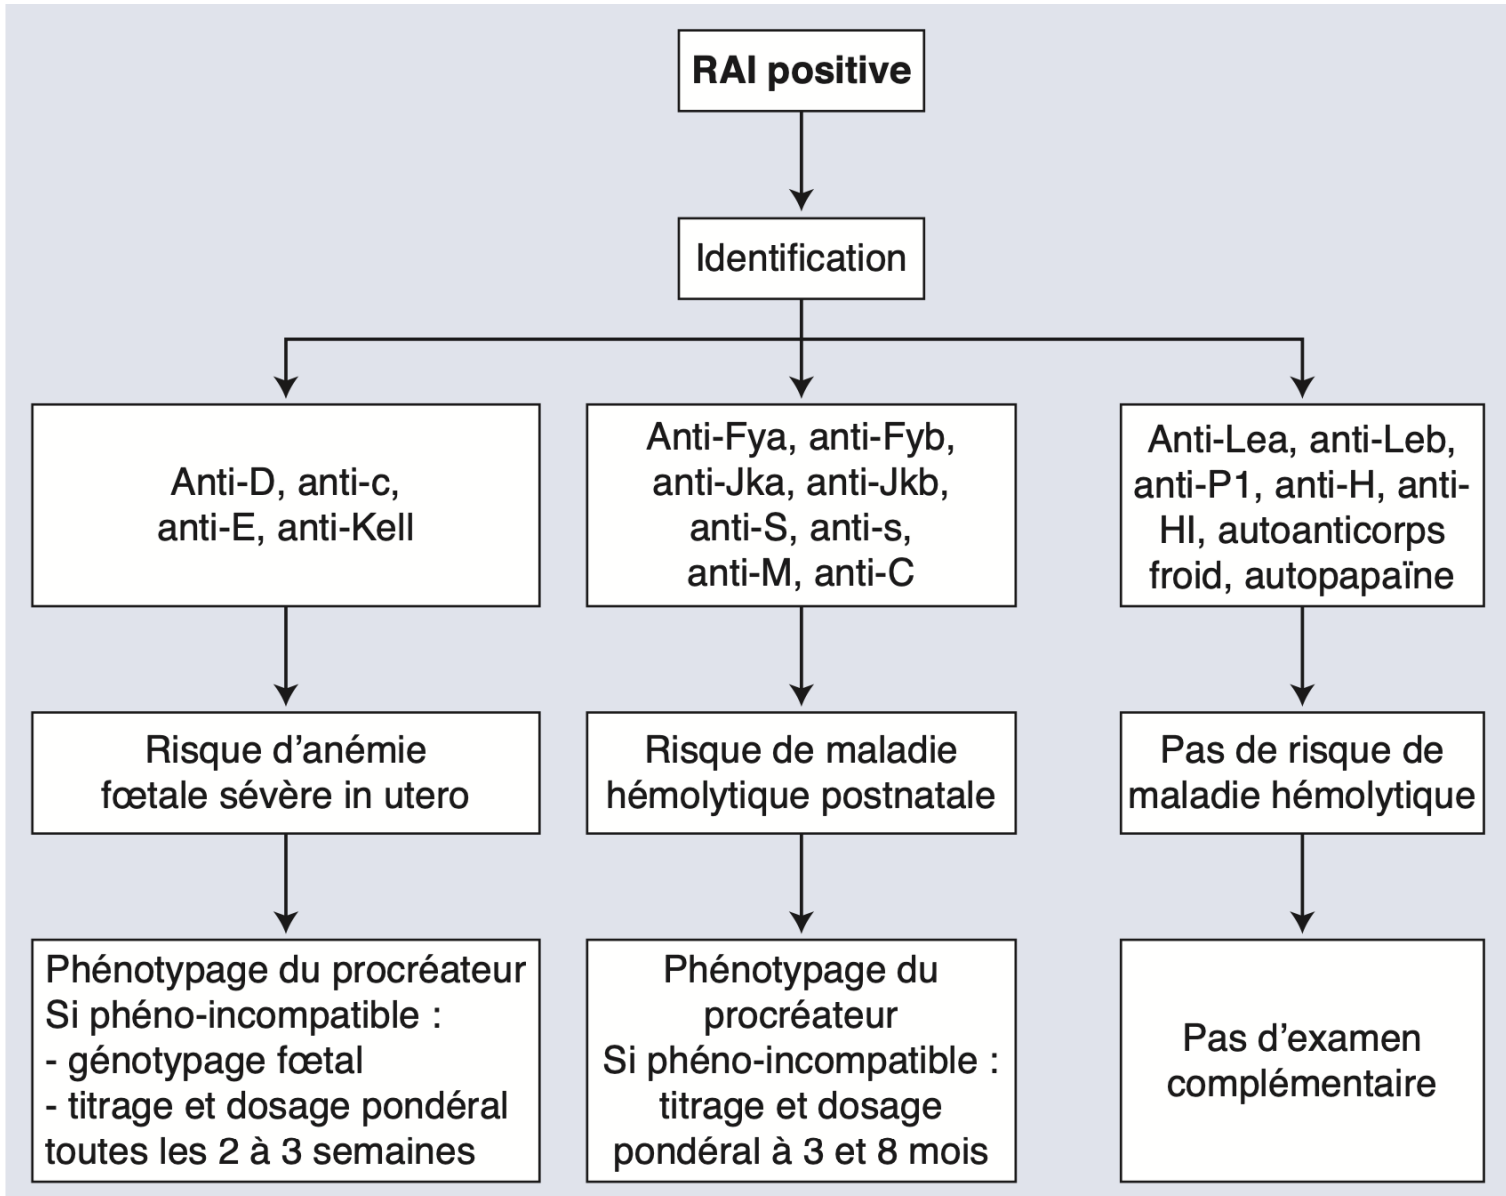 RAI positive
Identification
Anti-D, anti-c,
anti-E, anti-Kell
Anti-Fya, anti-Fyb,
anti-Jka, anti-Jkb,
anti-S, anti-s,
anti-M, anti-C
Anti-Lea, anti-Leb,
anti-P1, anti-H, anti-
HI, autoanticorps
froid, autopapaïne
Risque d’anémie
fœtale sévère in utero
Risque de maladie
hémolytique postnatale
Pas de risque de
maladie hémolytique
Phénotypage du procréateur
Si phéno-incompatible :
- génotypage fœtal
- titrage et dosage pondéral
toutes les 2 à 3 semaines
Phénotypage du
procréateur
Si phéno-incompatible :
titrage et dosage
pondéral à 3 et 8 mois
Pas d’examen
complémentaire